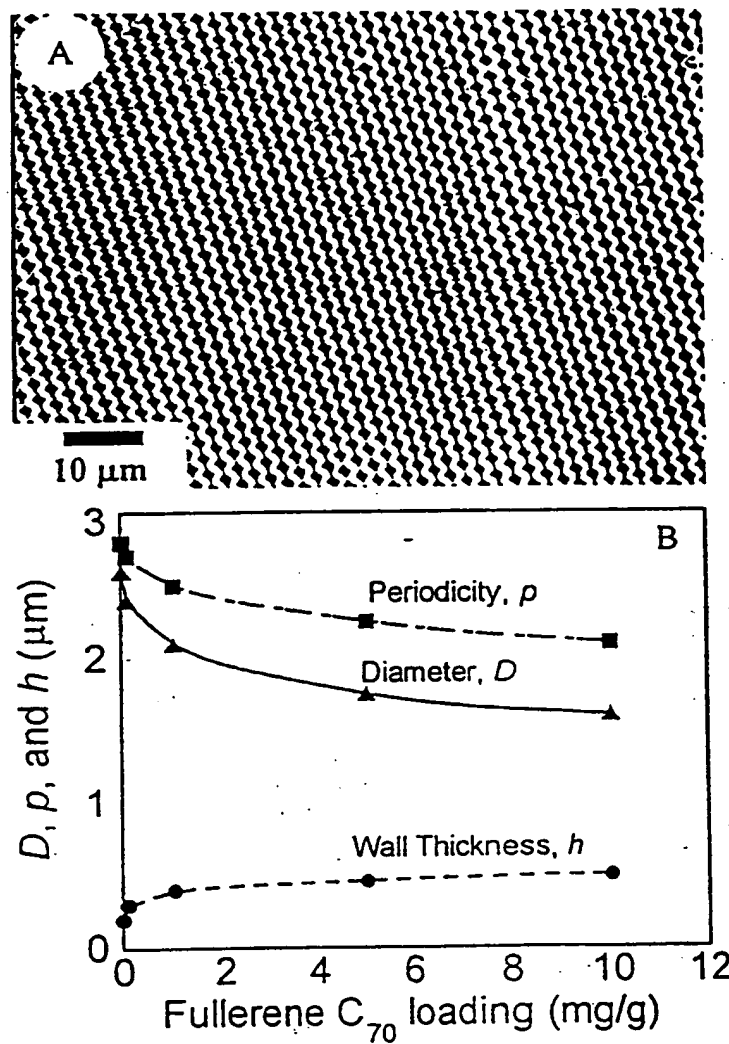 A
10 μm
B
3
2
1
0
D, p, and h (μm)
Periodicity, p
Diameter, D
Wall Thickness, h
0 2 4 6 8 10 12
Fullerene C₇₀ loading (mg/g)